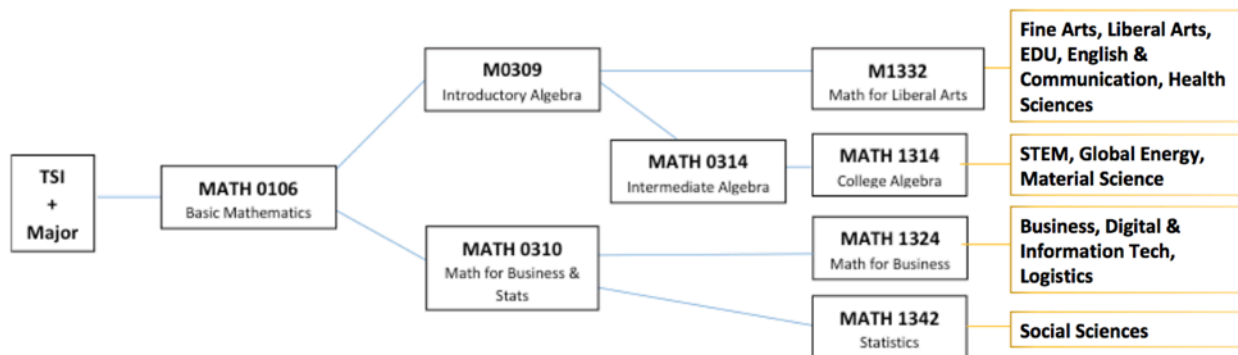 TSI
+
Major
MATH 0106
Basic Mathematics
M0309
Introductory Algebra
MATH 0310
Math for Business &
Stats
MATH 0314
Intermediate Algebra
M1332
Math for Liberal Arts
MATH 1314
College Algebra
MATH 1324
Math for Business
MATH 1342
Statistics
Fine Arts, Liberal Arts,
EDU, English &
Communication, Health
Sciences
STEM, Global Energy,
Material Science
Business, Digital &
Information Tech,
Logistics
Social Sciences